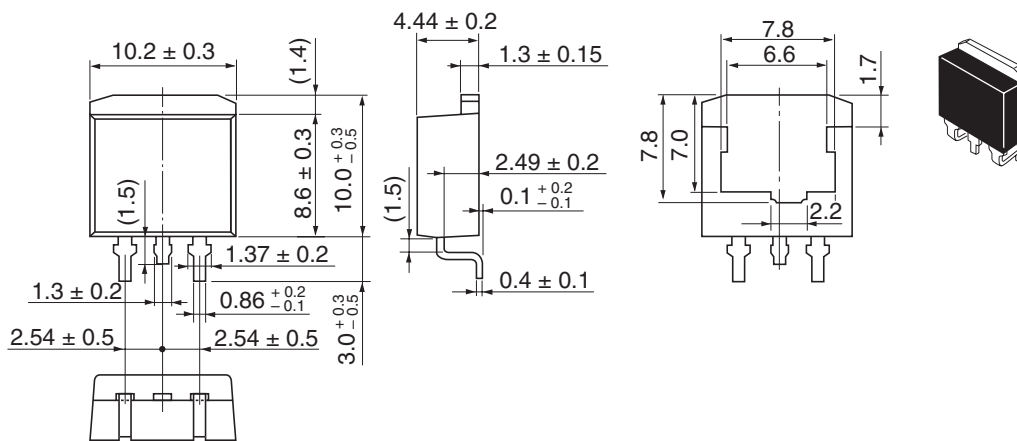 10.2 ± 0.3
(1.4)
8.6 ± 0.3
10.0 +0.3 −0.5
(1.5)
1.37 ± 0.2
1.3 ± 0.2
0.86 +0.2 −0.1
3.0 +0.3 −0.5
2.54 ± 0.5
2.54 ± 0.5
4.44 ± 0.2
1.3 ± 0.15
2.49 ± 0.2
(1.5)
0.1 +0.2 −0.1
0.4 ± 0.1
7.8
6.6
1.7
7.8
7.0
2.2